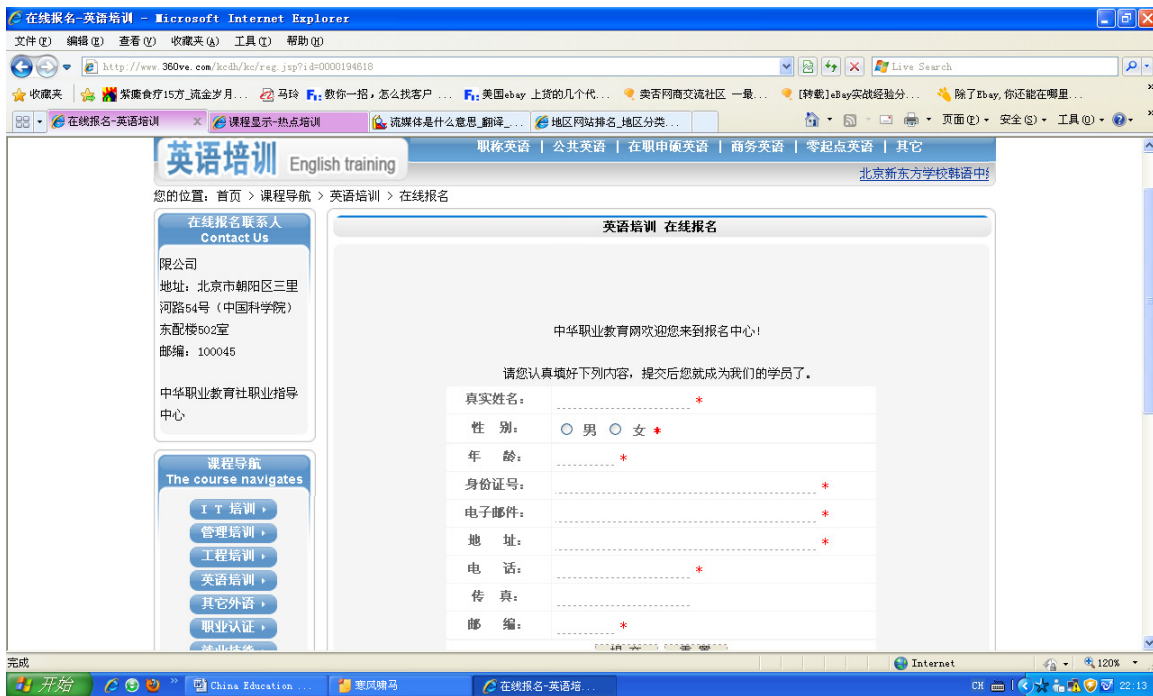 在线报名-英语培训 - Microsoft Internet Explorer
文件(F) 编辑(E) 查看(V) 收藏夹(A) 工具(T) 帮助(H)
http://www.360ve.com/kcdh/kc/reg.jsp?id=0000194618 Live Search
收藏夹 紫癜食疗15方_流金岁月... 马玲 教你一招，怎么找客户 ... 美国ebay 上货的几个代... 卖否网商交流社区 一最... [转载]eBay实战经验分... 除了Ebay,你还能在哪里...
在线报名-英语培训 课程显示-热点培训 流媒体是什么意思_翻译_... 地区网站排名_地区分类... 页面(P) 安全(S) 工具(O)
英语培训 English training
职称英语 | 公共英语 | 在职申硕英语 | 商务英语 | 零起点英语 | 其它
北京新东方学校韩语中
您的位置：首页 > 课程导航 > 英语培训 > 在线报名
在线报名联系人
Contact Us
限公司
地址：北京市朝阳区三里
河路54号（中国科学院）
东配楼502室
邮编：100045
中华职业教育社职业指导
中心
课程导航
The course navigates
I T 培训
管理培训
工程培训
英语培训
其它外语
职业认证
英语培训 在线报名
中华职业教育网欢迎您来到报名中心!
请您认真填好下列内容，提交后您就成为我们的学员了。
真实姓名： *
性 别： 男 女 *
年 龄： *
身份证号： *
电子邮件： *
地 址： *
电 话： *
传 真：
邮 编： *
完成 Internet 120%
开始 China Education ... 寒风啸马 在线报名-英语培... CH 22:13